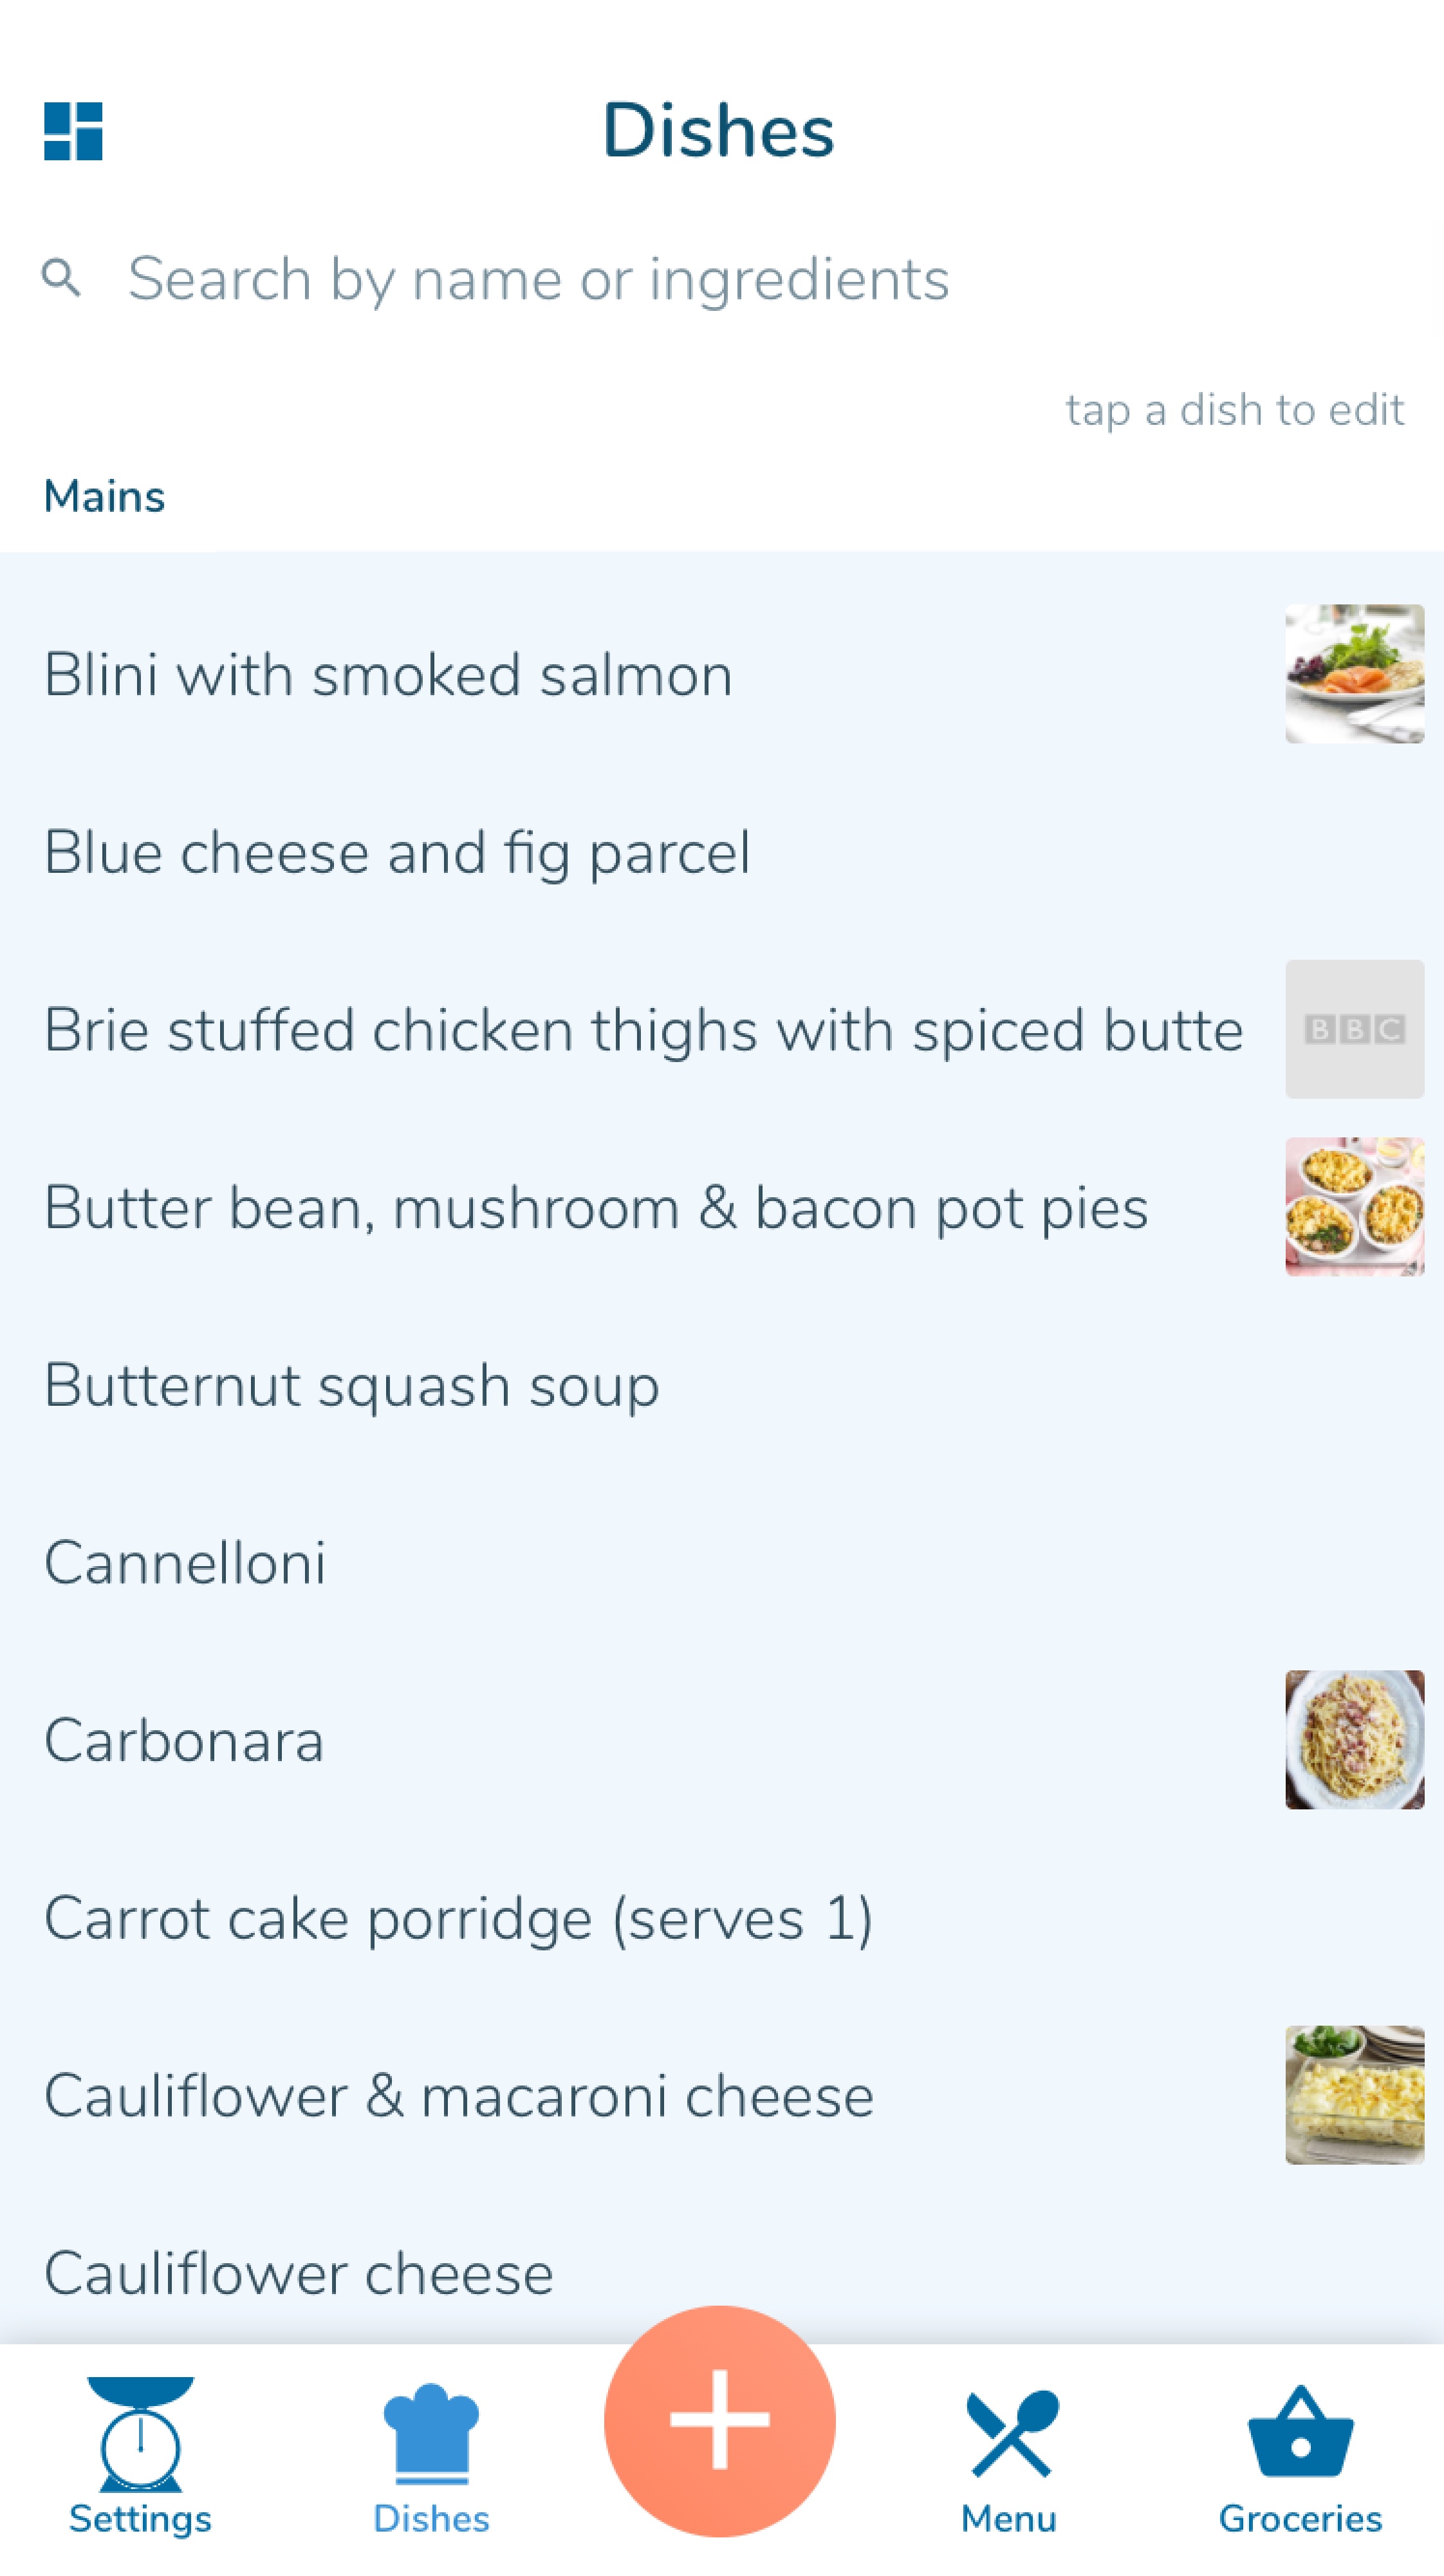 Dishes
Search by name or ingredients
tap a dish to edit
Mains
Blini with smoked salmon
Blue cheese and fig parcel
Brie stuffed chicken thighs with spiced butte
BBC
Butter bean, mushroom & bacon pot pies
Butternut squash soup
Cannelloni
Carbonara
Carrot cake porridge (serves 1)
Cauliflower & macaroni cheese
Cauliflower cheese
Settings
Dishes
Menu
Groceries